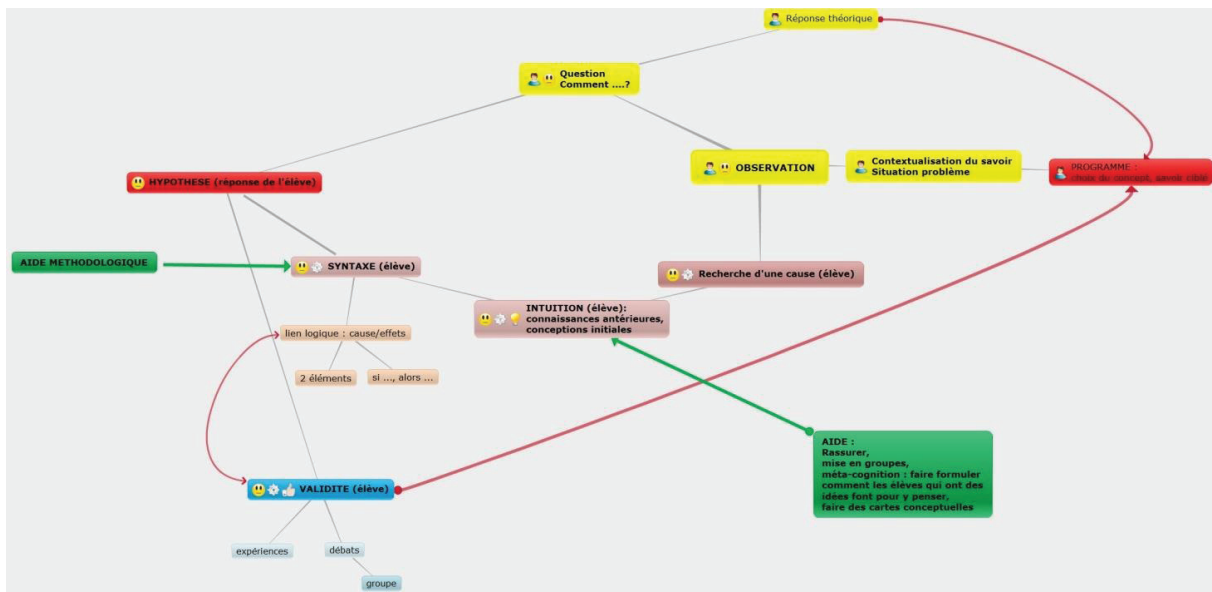 Réponse théorique
Question
Comment ....?
OBSERVATION
Contextualisation du savoir
Situation problème
PROGRAMME :
choix du concept, savoir cible
HYPOTHESE (réponse de l'élève)
AIDE METHODOLOGIQUE
SYNTAXE (élève)
Recherche d'une cause (élève)
INTUITION (élève):
connaissances antérieures,
conceptions initiales
lien logique : cause/effets
2 éléments
si ..., alors ...
AIDE :
Rassurer,
mise en groupes,
méta-cognition : faire formuler
comment les élèves qui ont des
idées font pour y penser,
faire des cartes conceptuelles
VALIDITE (élève)
expériences
débats
groupe